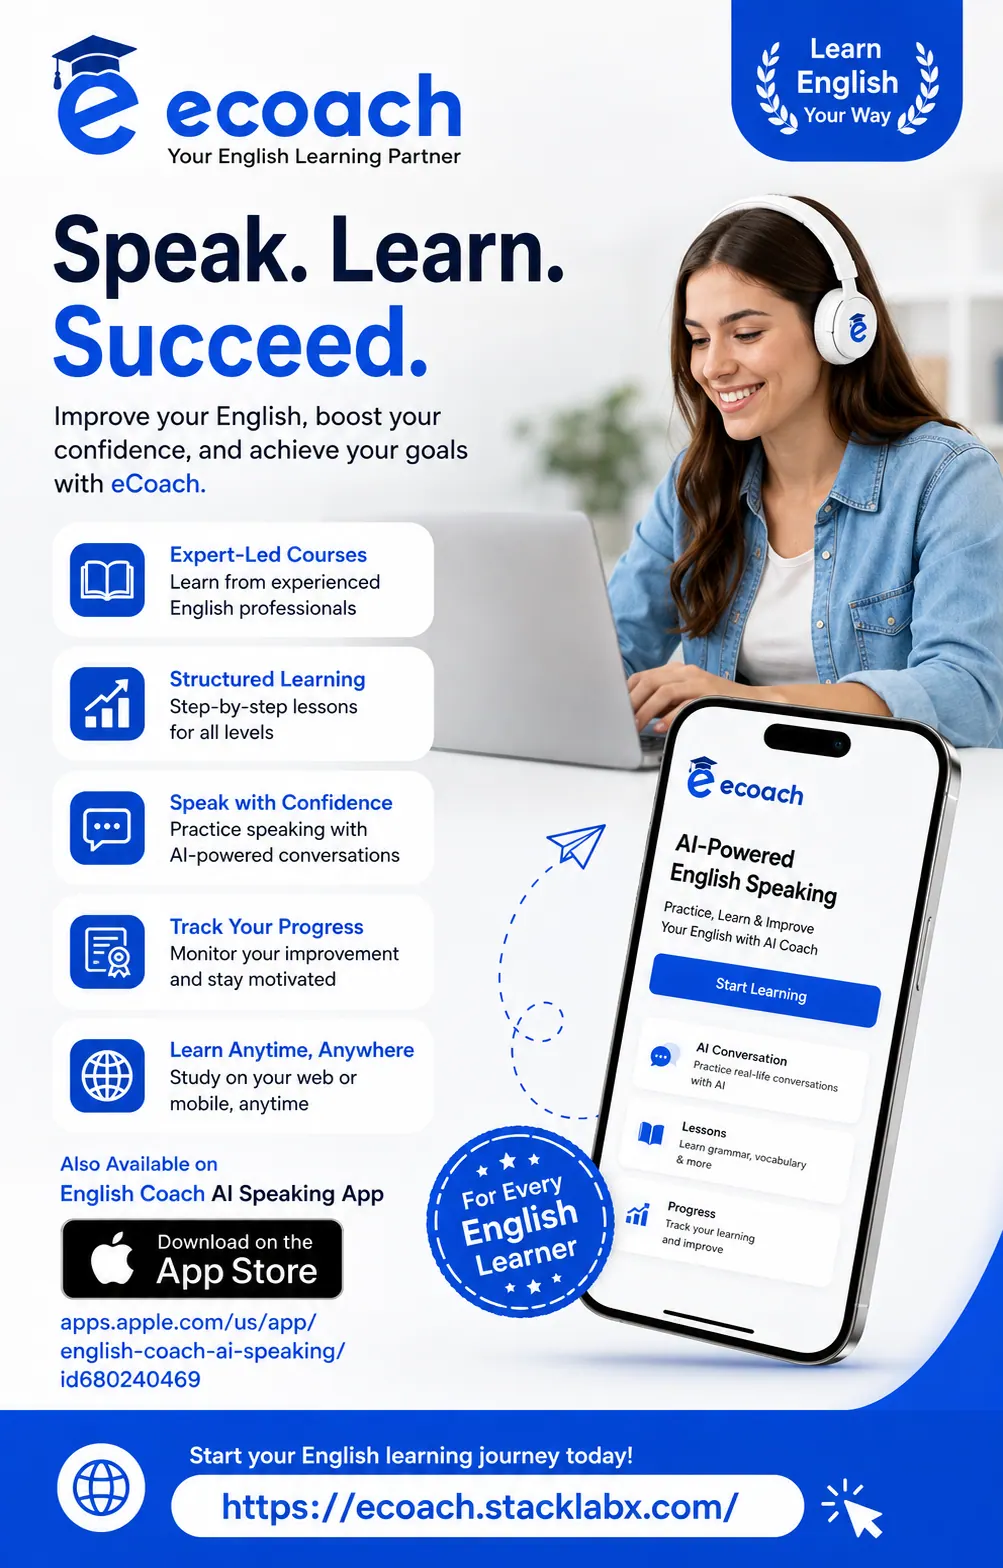 ecoach
Your English Learning Partner
Learn
English
Your Way
Speak. Learn.
Succeed.
Improve your English, boost your
confidence, and achieve your goals
with eCoach.
Expert-Led Courses
Learn from experienced
English professionals
Structured Learning
Step-by-step lessons
for all levels
Speak with Confidence
Practice speaking with
AI-powered conversations
Track Your Progress
Monitor your improvement
and stay motivated
Learn Anytime, Anywhere
Study on your web or
mobile, anytime
Also Available on
English Coach AI Speaking App
Download on the
App Store
apps.apple.com/us/app/
english-coach-ai-speaking/
id680240469
For Every
English
Learner
ecoach
AI-Powered
English Speaking
Practice, Learn & Improve
Your English with AI Coach
Start Learning
AI Conversation
Practice real-life conversations
with AI
Lessons
Learn grammar, vocabulary
& more
Progress
Track your learning
and improve
Start your English learning journey today!
https://ecoach.stacklabx.com/